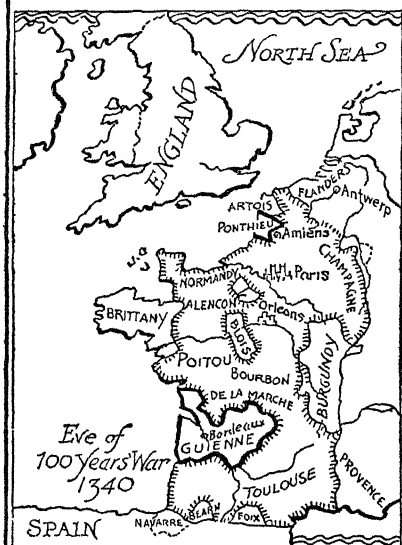 NORTH SEA
ENGLAND
FLANDERS
Antwerp
ARTOIS
PONTHIEU
Amiens
CHAMPAGNE
NORMANDY
Paris
ALENCON
Orleans
BRITTANY
BLOIS
POITOU
BOURBON
BURGUNDY
DE LA MARCHE
Bordeaux
GUIENNE
Eve of
100 Years' War
1340
TOULOUSE
PROVENCE
BEARN
FOIX
NAVARRE
SPAIN